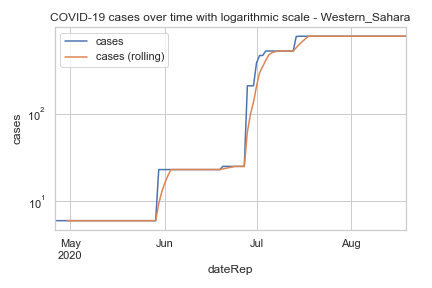 COVID-19 cases over time with logarithmic scale - Western_Sahara
cases
cases (rolling)
cases
10²
10¹
May
2020
Jun
Jul
Aug
dateRep